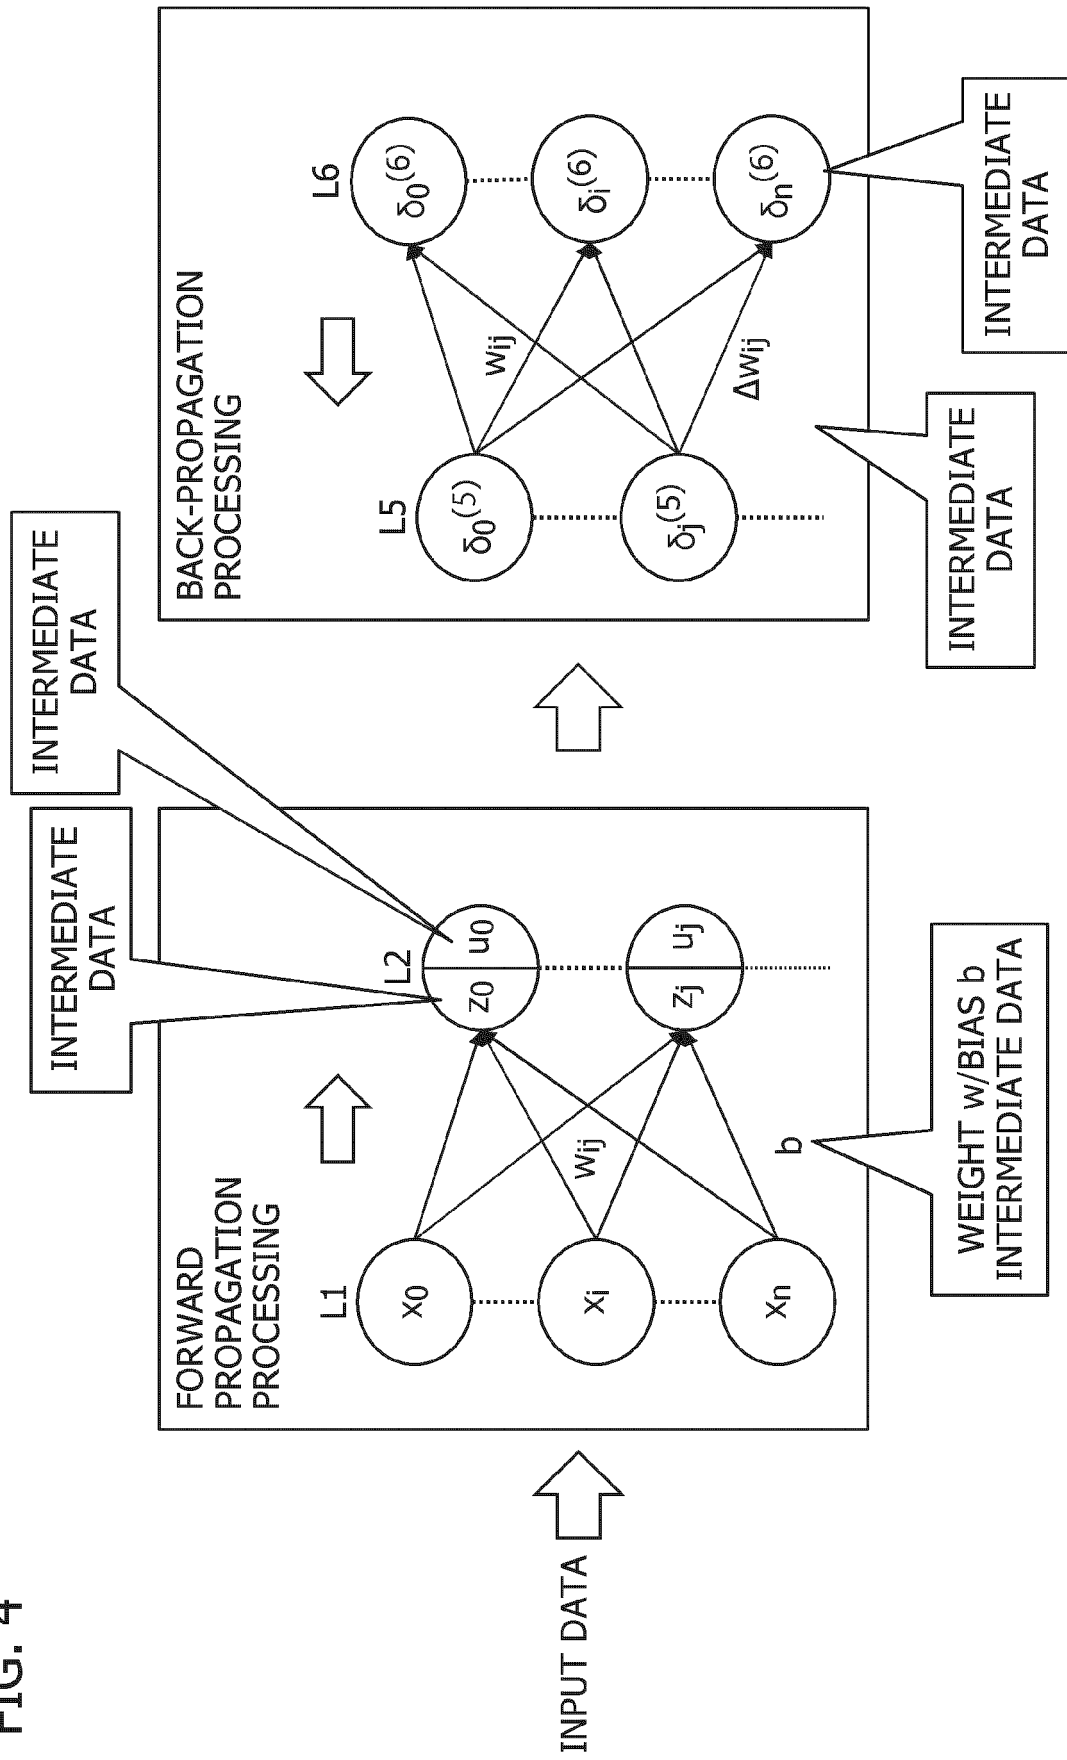 FIG. 4
INTERMEDIATE
DATA
INTERMEDIATE
DATA
FORWARD
PROPAGATION
PROCESSING
L1
L2
x0
xi
xn
z0 u0
zj uj
wij
b
INPUT DATA
WEIGHT w/BIAS b
INTERMEDIATE DATA
BACK-PROPAGATION
PROCESSING
L5
L6
δ0(5)
δj(5)
δ0(6)
δi(6)
δn(6)
wij
Δwij
INTERMEDIATE
DATA
INTERMEDIATE
DATA